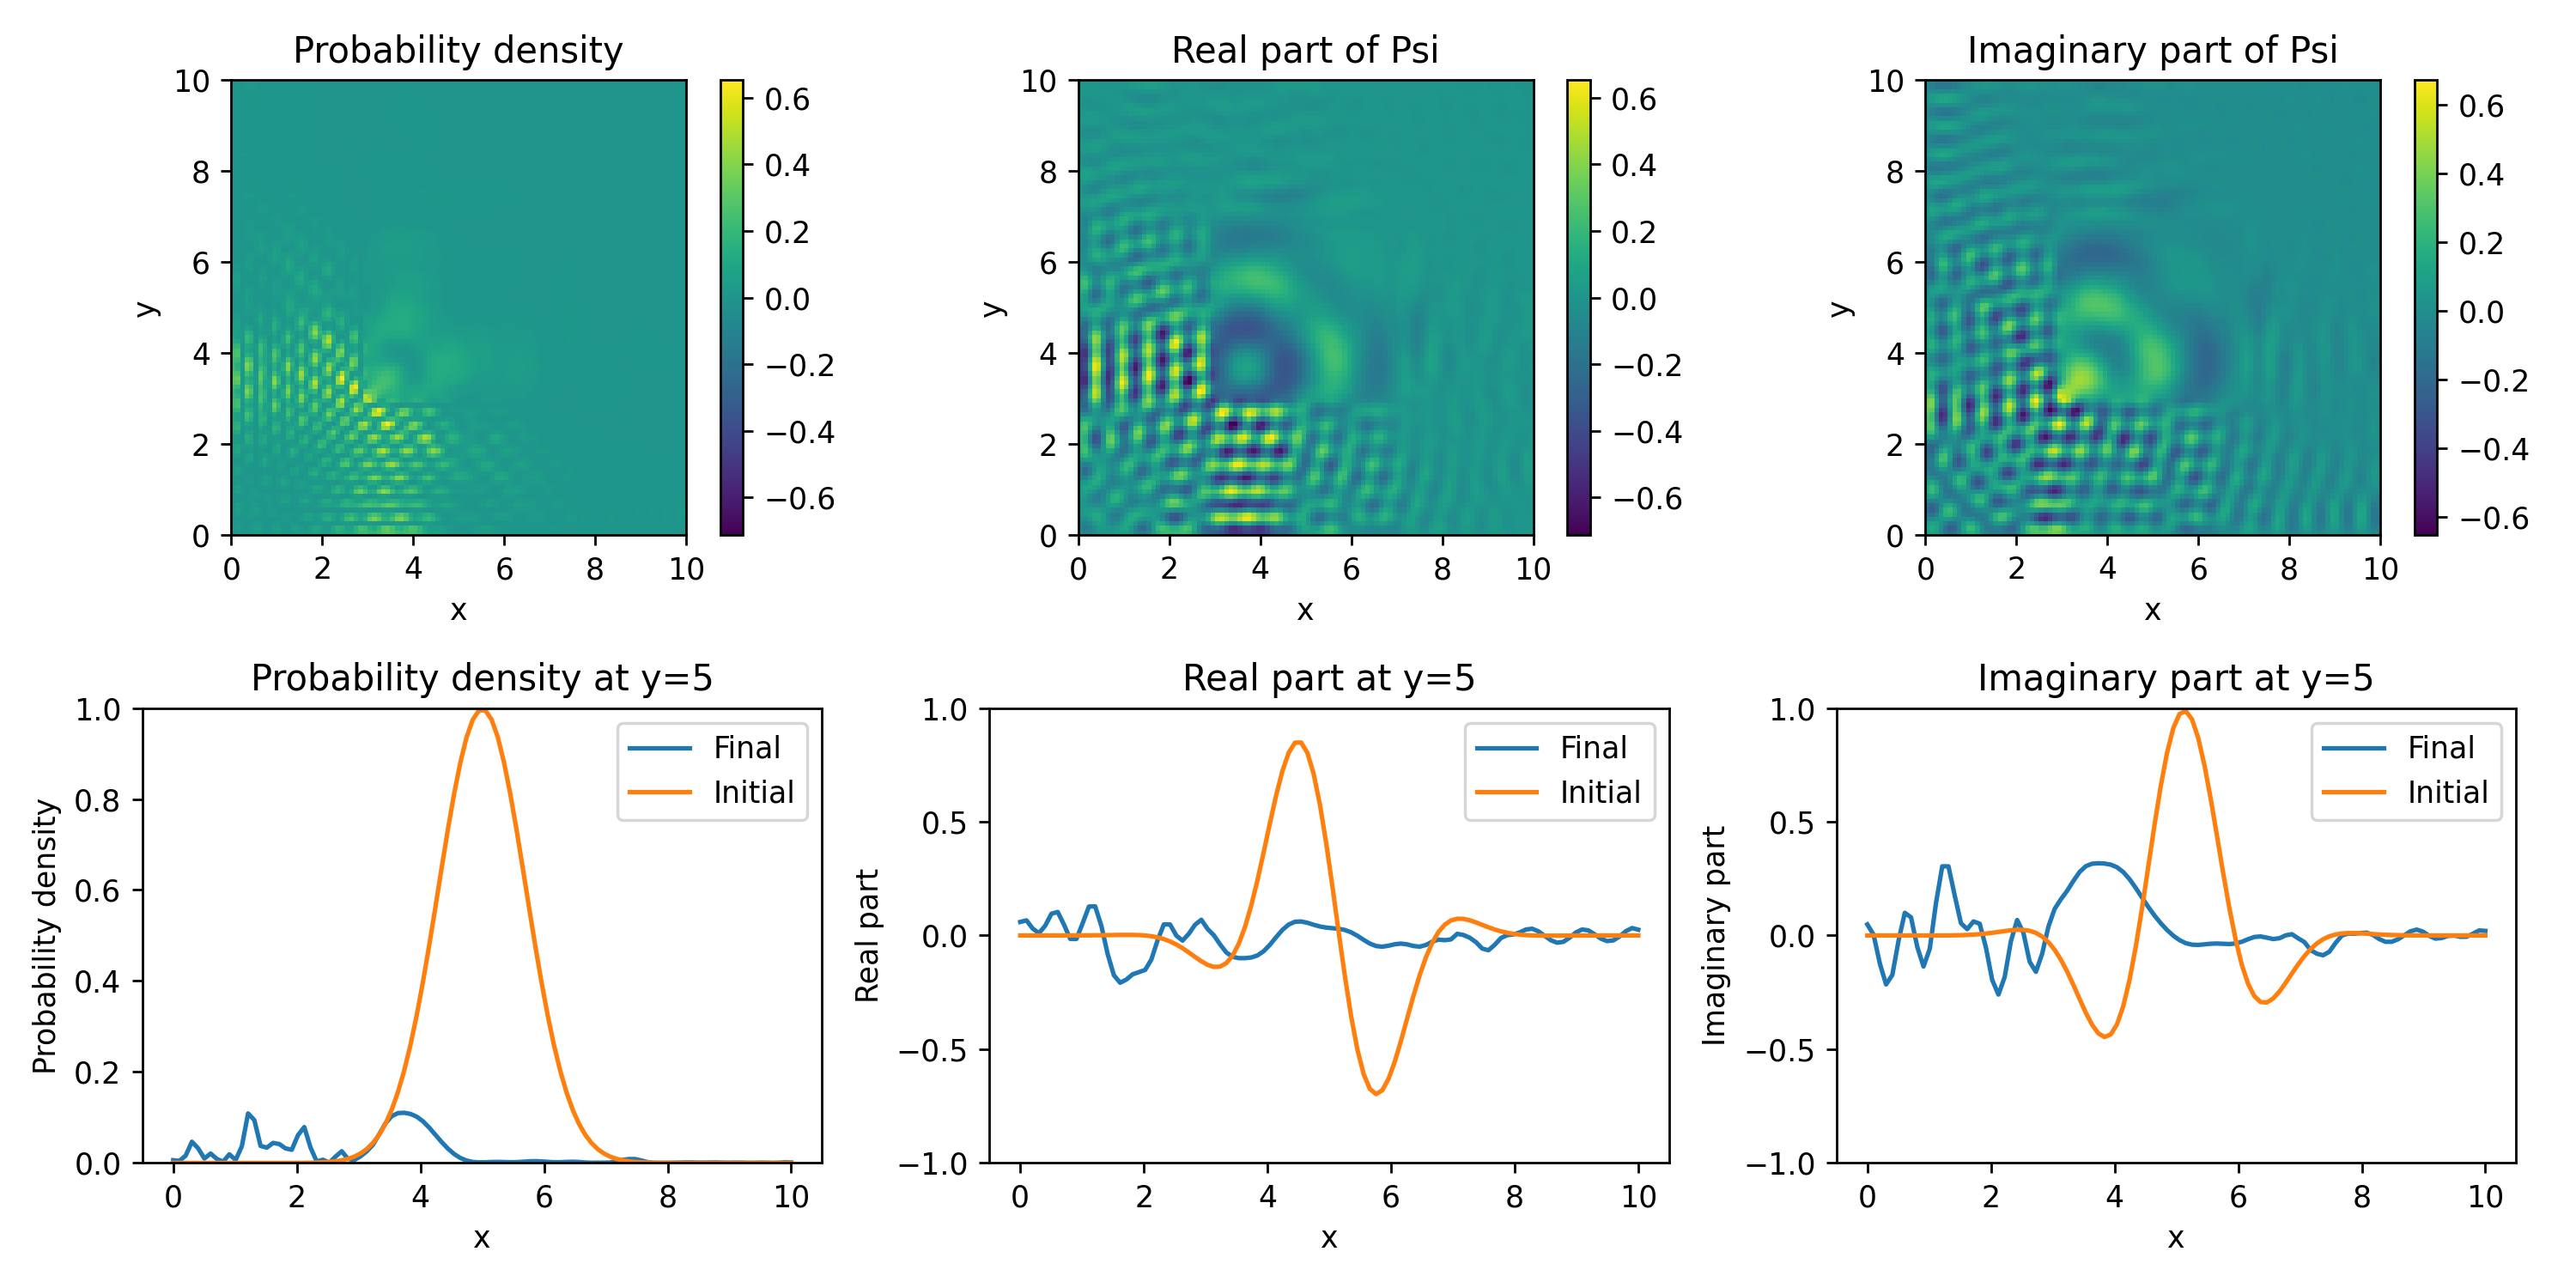 Probability density
10
8
6
4
2
0
y
0 2 4 6 8 10
x
0.6
0.4
0.2
0.0
−0.2
−0.4
−0.6
Real part of Psi
10
8
6
4
2
0
y
0 2 4 6 8 10
x
0.6
0.4
0.2
0.0
−0.2
−0.4
−0.6
Imaginary part of Psi
10
8
6
4
2
0
y
0 2 4 6 8 10
x
0.6
0.4
0.2
0.0
−0.2
−0.4
−0.6
Probability density at y=5
Probability density
1.0
0.8
0.6
0.4
0.2
0.0
0 2 4 6 8 10
x
Final
Initial
Real part at y=5
Real part
1.0
0.5
0.0
−0.5
−1.0
0 2 4 6 8 10
x
Final
Initial
Imaginary part at y=5
Imaginary part
1.0
0.5
0.0
−0.5
−1.0
0 2 4 6 8 10
x
Final
Initial